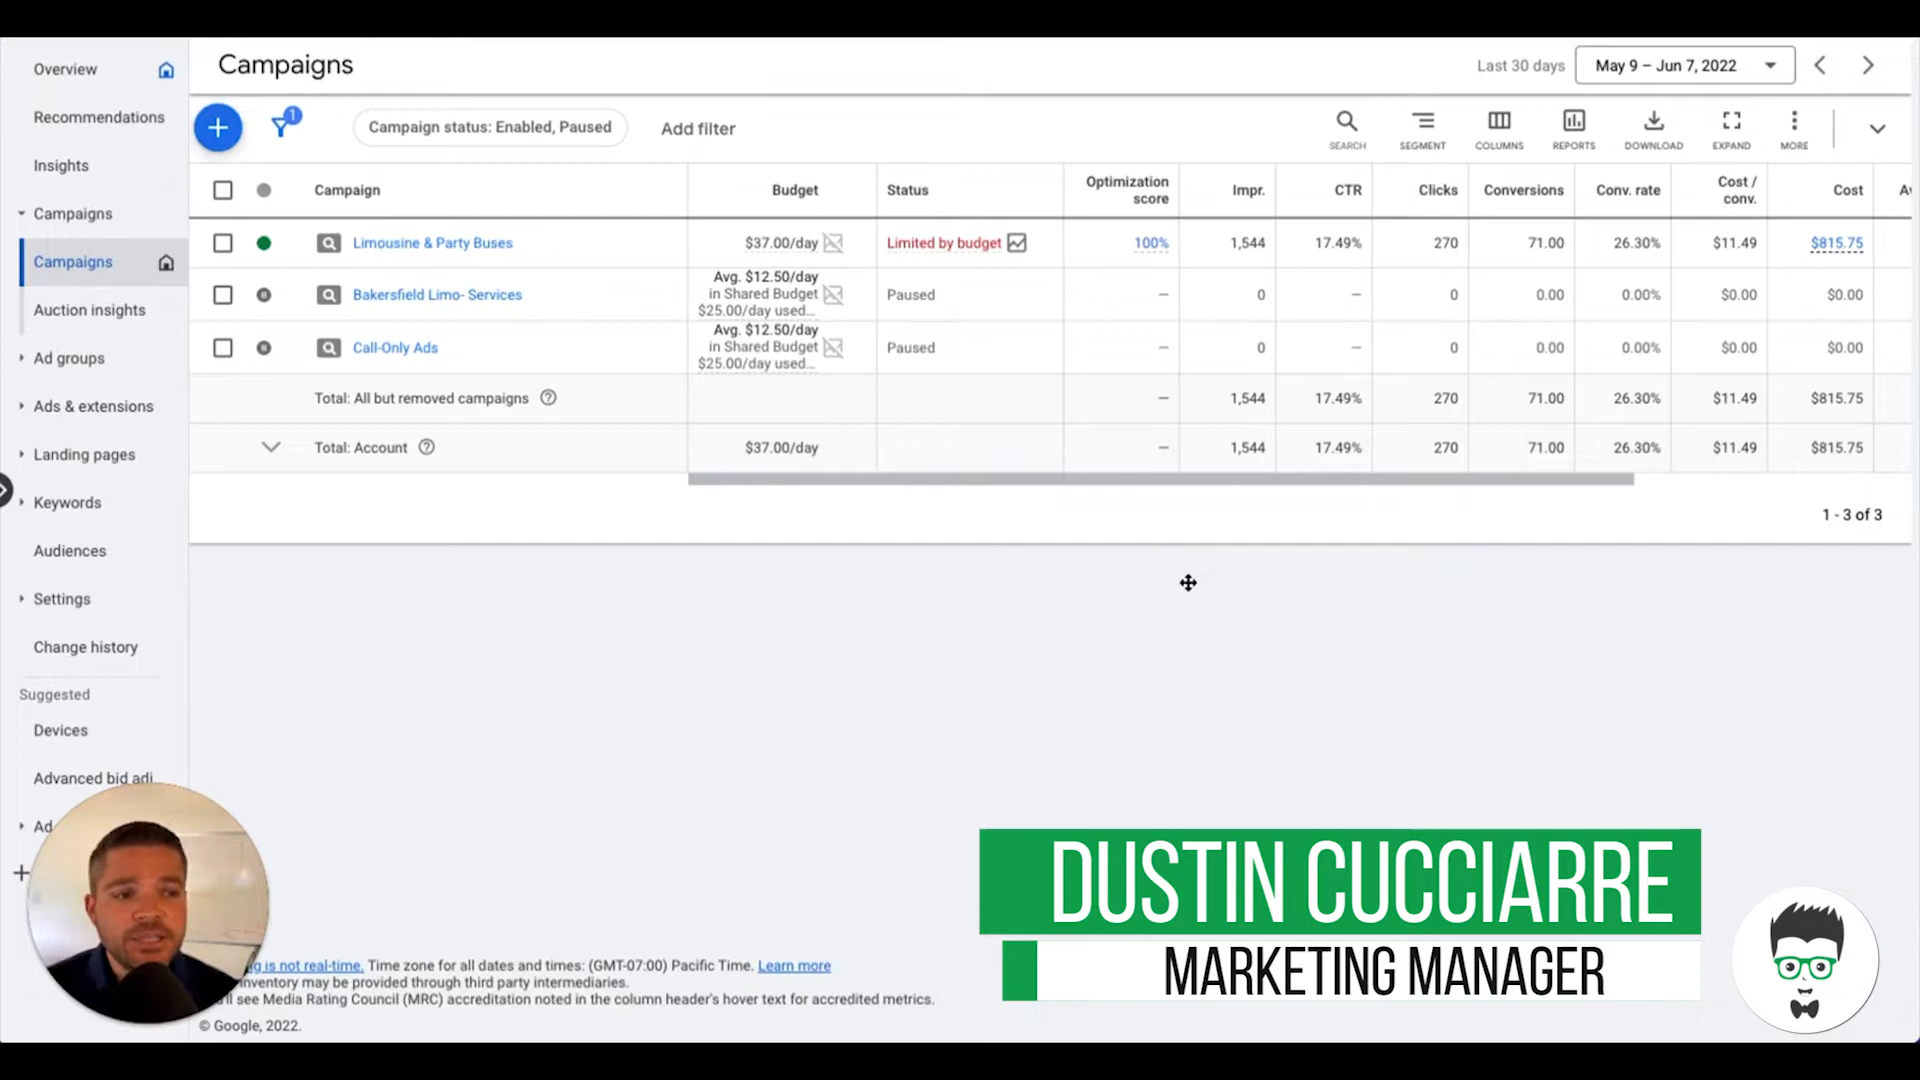 Overview
Recommendations
Insights
Campaigns
Campaigns
Auction insights
Ad groups
Ads & extensions
Landing pages
Keywords
Audiences
Settings
Change history
Suggested
Devices
Advanced bid adj
Ad
Campaigns
Last 30 days
May 9 – Jun 7, 2022
1
Campaign status: Enabled, Paused
Add filter
SEARCH
SEGMENT
COLUMNS
REPORTS
DOWNLOAD
EXPAND
MORE
Campaign Budget Status Optimization score Impr. CTR Clicks Conversions Conv. rate Cost / conv. Cost
Limousine & Party Buses $37.00/day Limited by budget 100% 1,544 17.49% 270 71.00 26.30% $11.49 $815.75
Bakersfield Limo- Services Avg. $12.50/day in Shared Budget $25.00/day used... Paused – 0 – 0 0.00 0.00% $0.00 $0.00
Call-Only Ads Avg. $12.50/day in Shared Budget $25.00/day used... Paused – 0 – 0 0.00 0.00% $0.00 $0.00
Total: All but removed campaigns – 1,544 17.49% 270 71.00 26.30% $11.49 $815.75
Total: Account $37.00/day – 1,544 17.49% 270 71.00 26.30% $11.49 $815.75
1 - 3 of 3
DUSTIN CUCCIARRE
MARKETING MANAGER
is not real-time. Time zone for all dates and times: (GMT-07:00) Pacific Time. Learn more
inventory may be provided through third party intermediaries.
see Media Rating Council (MRC) accreditation noted in the column header's hover text for accredited metrics.
© Google, 2022.